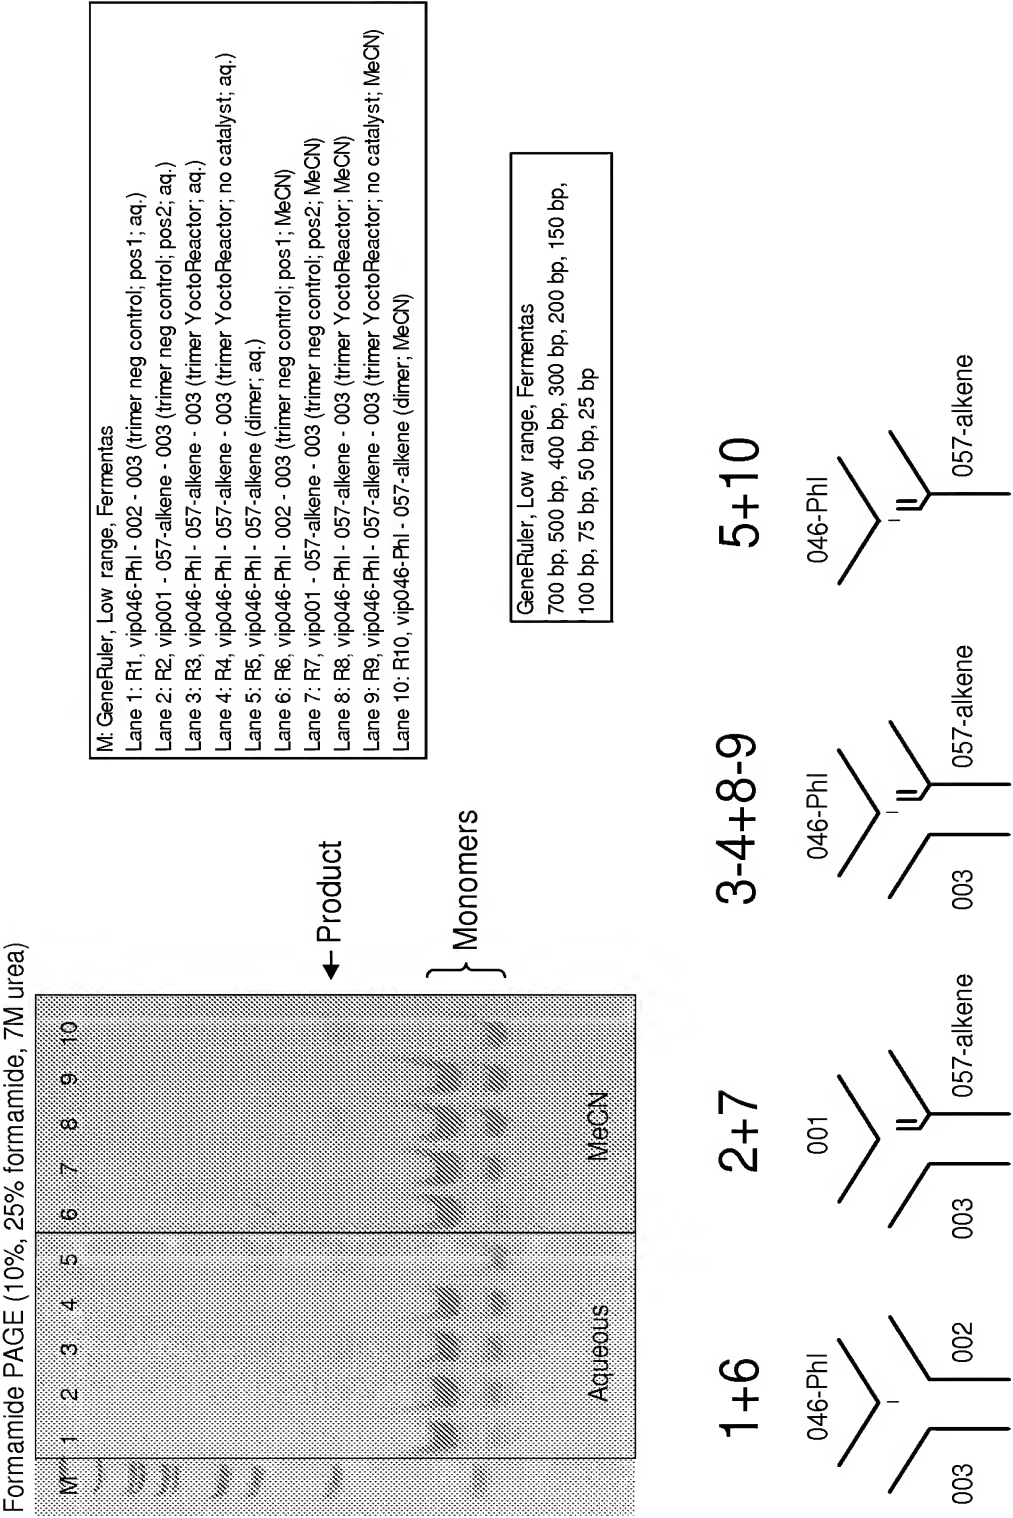 Formamide PAGE (10%, 25% formamide, 7M urea)
M 1 2 3 4 5 6 7 8 9 10
Aqueous
MeCN
Product
Monomers
M: GeneRuler, Low range, Fermentas
Lane 1: R1, vip046-PhI - 002 - 003 (trimer neg control; pos1; aq.)
Lane 2: R2, vip001 - 057-alkene - 003 (trimer neg control; pos2; aq.)
Lane 3: R3, vip046-PhI - 057-alkene - 003 (trimer YoctoReactor; aq.)
Lane 4: R4, vip046-PhI - 057-alkene - 003 (trimer YoctoReactor; no catalyst; aq.)
Lane 5: R5, vip046-PhI - 057-alkene (dimer; aq.)
Lane 6: R6, vip046-PhI - 002 - 003 (trimer neg control; pos1; MeCN)
Lane 7: R7, vip001 - 057-alkene - 003 (trimer neg control; pos2; MeCN)
Lane 8: R8, vip046-PhI - 057-alkene - 003 (trimer YoctoReactor; MeCN)
Lane 9: R9, vip046-PhI - 057-alkene - 003 (trimer YoctoReactor; no catalyst; MeCN)
Lane 10: R10, vip046-PhI - 057-alkene (dimer; MeCN)
GeneRuler, Low range, Fermentas
700 bp, 500 bp, 400 bp, 300 bp, 200 bp, 150 bp,
100 bp, 75 bp, 50 bp, 25 bp
1+6
046-PhI
I
003
002
2+7
001
003
057-alkene
3-4+8-9
046-PhI
I
003
057-alkene
5+10
046-PhI
I
057-alkene